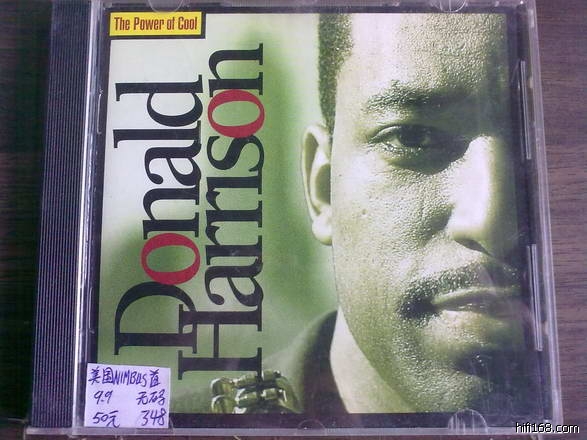 The Power of Cool
Donald
Harrison
美国NIMBUS首
9.9 无码
50元 348
hifi168.com